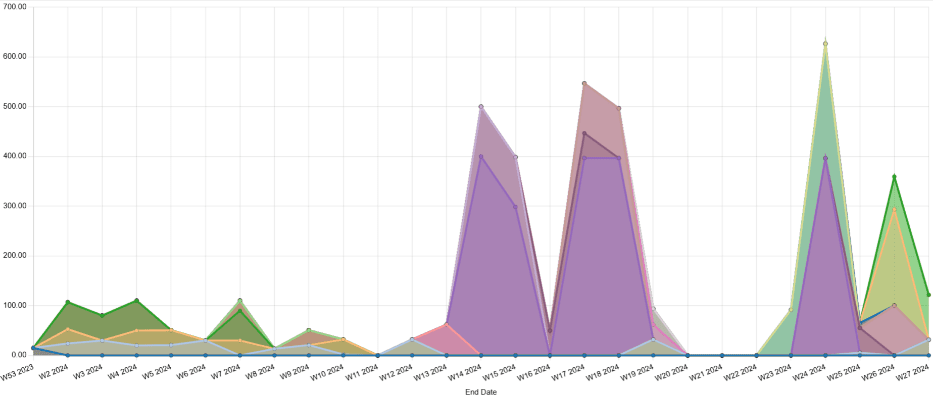 700.00
600.00
500.00
400.00
300.00
200.00
100.00
0.00
W53 2023
W2 2024
W3 2024
W4 2024
W5 2024
W6 2024
W7 2024
W8 2024
W9 2024
W10 2024
W11 2024
W12 2024
W13 2024
W14 2024
W15 2024
W16 2024
W17 2024
W18 2024
W19 2024
W20 2024
W21 2024
W22 2024
W23 2024
W24 2024
W25 2024
W26 2024
W27 2024
End Date